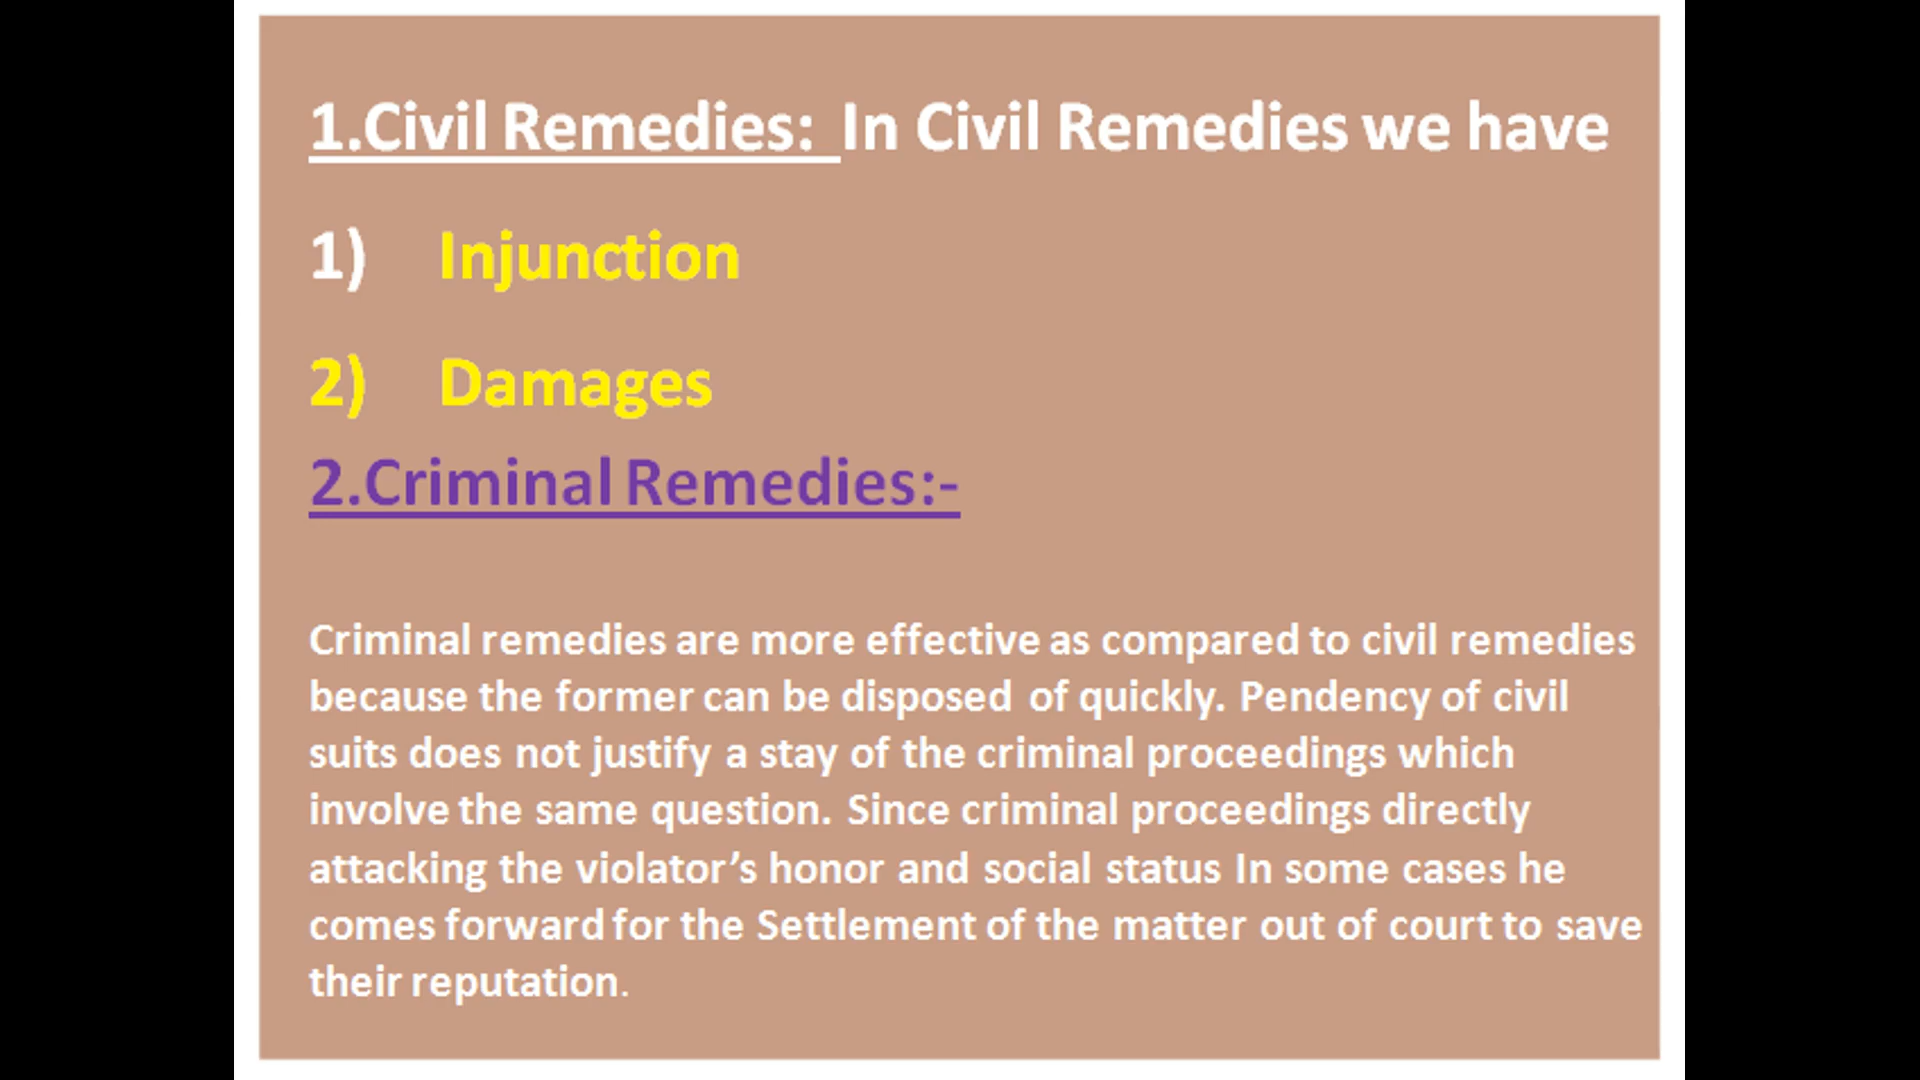 1.Civil Remedies: In Civil Remedies we have
1) Injunction
2) Damages
2.Criminal Remedies:-
Criminal remedies are more effective as compared to civil remedies
because the former can be disposed of quickly. Pendency of civil
suits does not justify a stay of the criminal proceedings which
involve the same question. Since criminal proceedings directly
attacking the violator’s honor and social status In some cases he
comes forward for the Settlement of the matter out of court to save
their reputation.